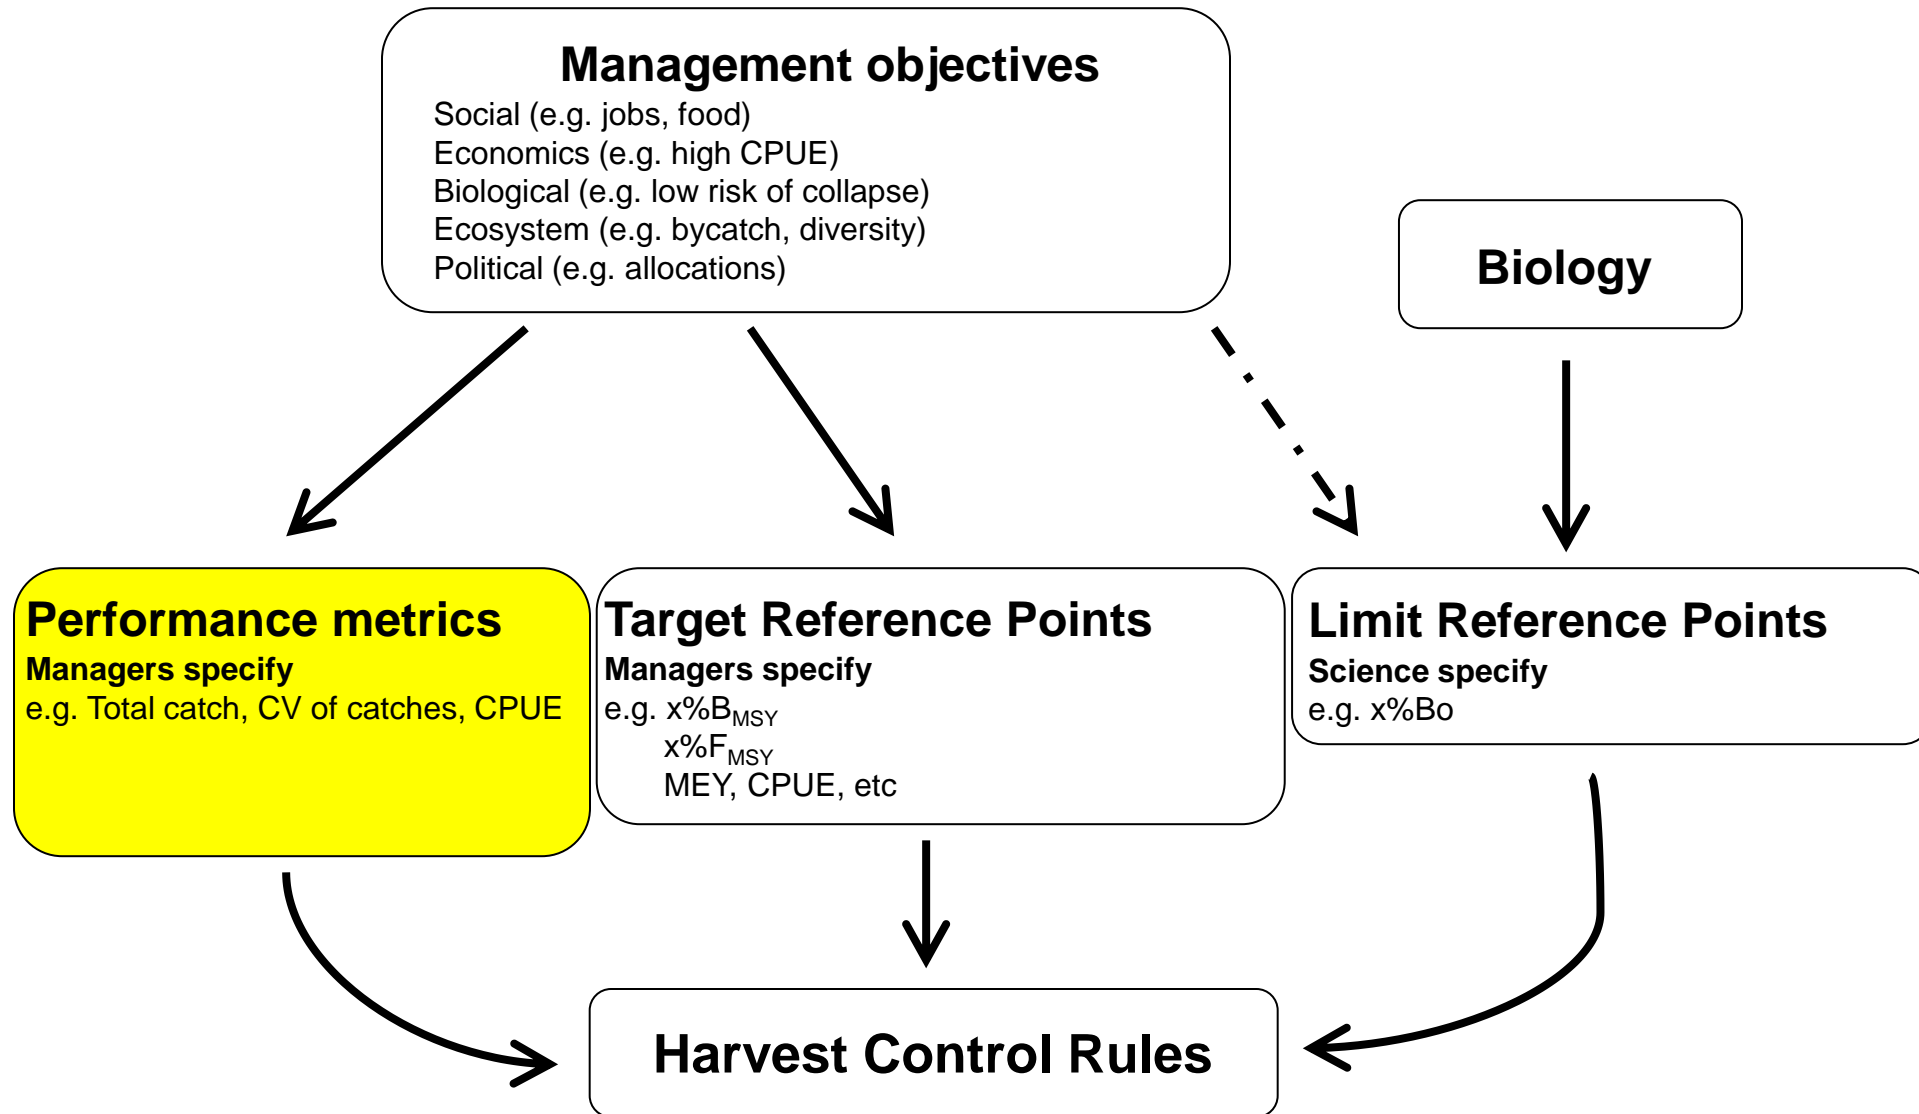 Management objectives
Social (e.g. jobs, food)
Economics (e.g. high CPUE)
Biological (e.g. low risk of collapse)
Ecosystem (e.g. bycatch, diversity)
Political (e.g. allocations)
Biology
Performance metrics
Managers specify
e.g. Total catch, CV of catches, CPUE
Target Reference Points
Managers specify
e.g. x%BMSY
x%FMSY
MEY, CPUE, etc
Limit Reference Points
Science specify
e.g. x%Bo
Harvest Control Rules